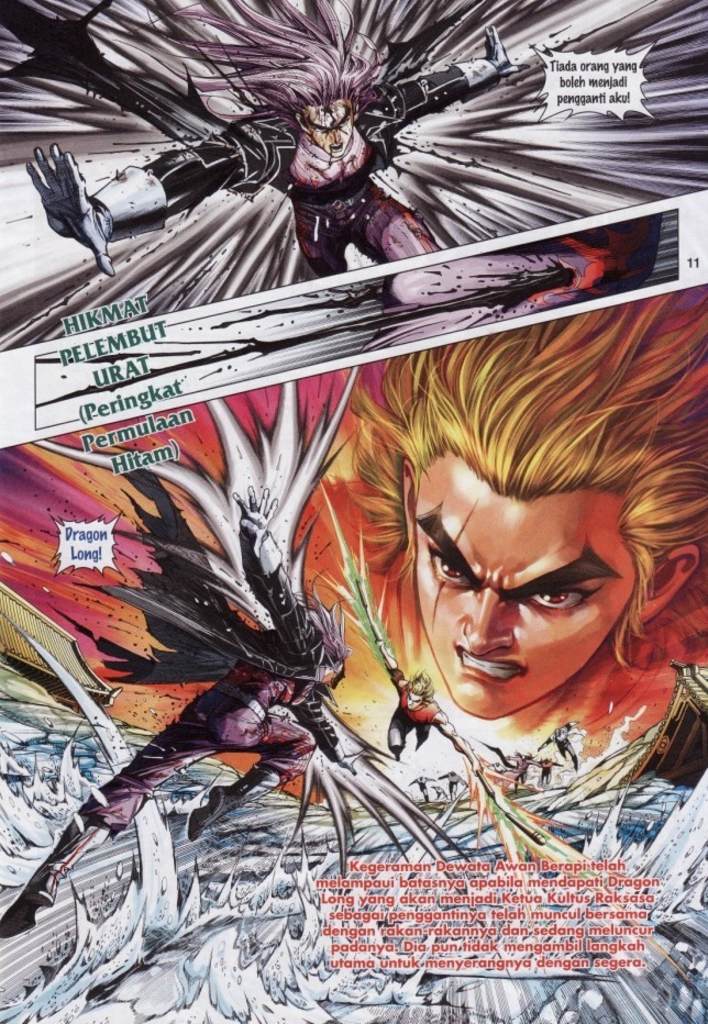 Tiada orang yang
boleh menjadi
pengganti aku!
11
HIKMAT
PELEMBUT
URAT
(Peringkat
Permulaan
Hitam)
Dragon
Long!
Kegeraman Dewata Awan Berapi telah
melampaui batasnya apabila mendapati Dragon
Long yang akan menjadi Ketua Kultus Raksasa
sebagai penggantinya telah muncul bersama
dengan rakan-rakannya dan sedang meluncur
padanya. Dia pun tidak mengambil langkah
utama untuk menyerangnya dengan segera.